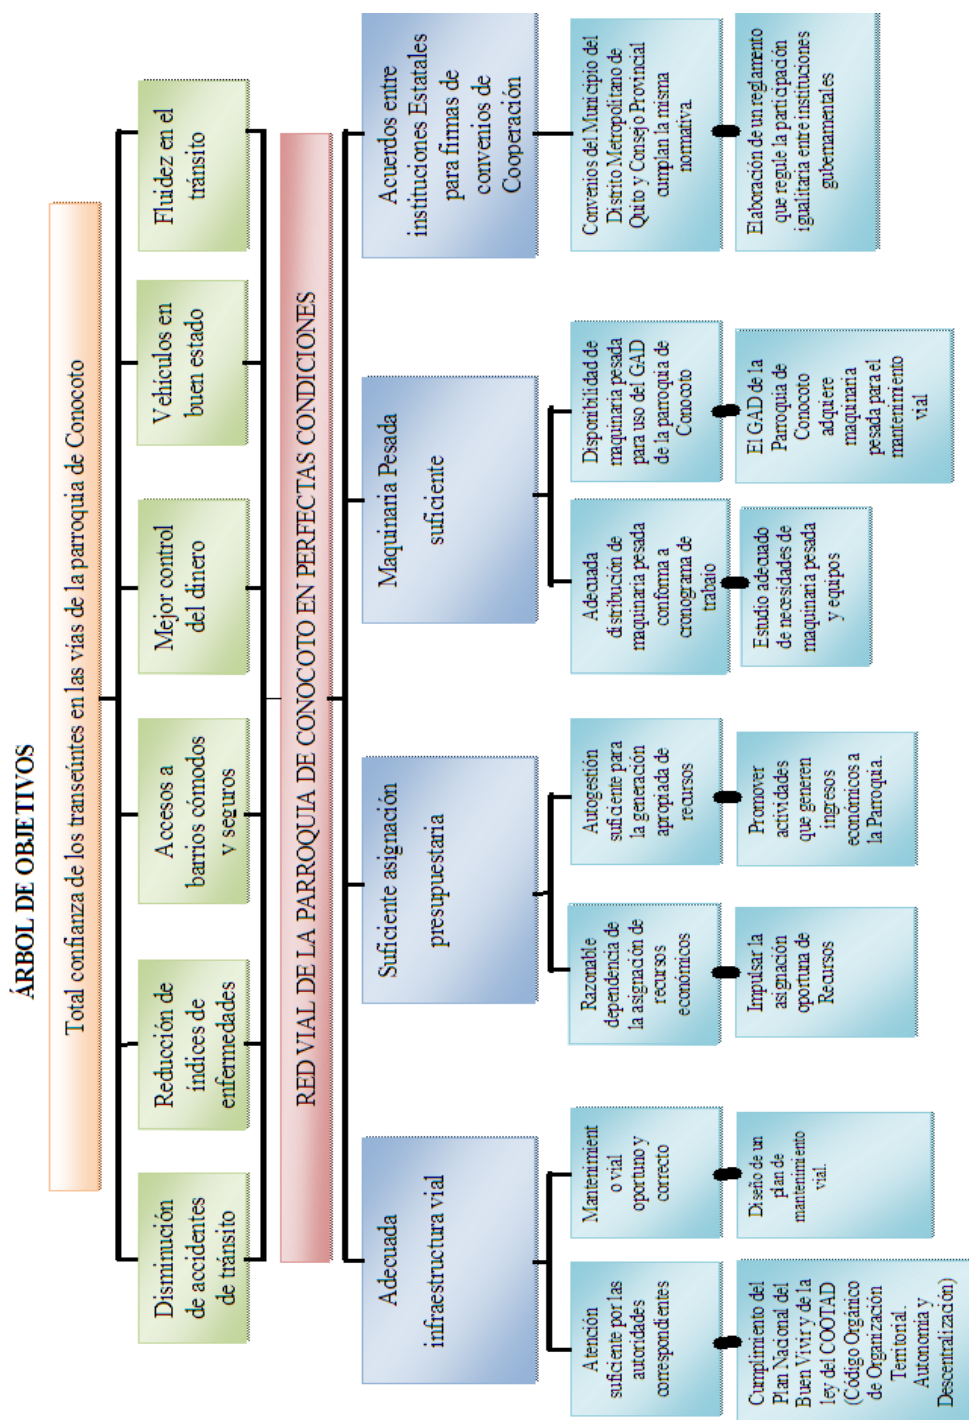 ÁRBOL DE OBJETIVOS
Total confianza de los transeúntes en las vías de la parroquia de Conocoto
Disminución
de accidentes
de tránsito
Reducción de
índices de
enfermedades
Accesos a
barrios cómodos
y seguros
Mejor control
del dinero
Vehículos en
buen estado
Fluidez en el
tránsito
RED VIAL DE LA PARROQUIA DE CONOCOTO EN PERFECTAS CONDICIONES
Adecuada
infraestructura vial
Suficiente asignación
presupuestaria
Maquinaria Pesada
suficiente
Acuerdos entre
instituciones Estatales
para firmas de
convenios de
Cooperación
Atención
suficiente por las
autoridades
correspondientes
Mantenimient
o vial
oportuno y
correcto
Razonable
dependencia de
la asignación de
recursos
económicos
Autogestión
suficiente para
la generación
apropiada de
recursos
Adecuada
distribución de
maquinaria pesada
conforma a
cronograma de
trabajo
Disponibilidad de
maquinaria pesada
para uso del GAD
de la parroquia de
Conocoto
Convenios del Municipio del
Distrito Metropolitano de
Quito y Consejo Provincial
cumplan la misma
normativa.
Cumplimiento del
Plan Nacional del
Buen Vivir y de la
ley del COOTAD
(Código Orgánico
de Organización
Territorial.
Autonomía y
Descentralización)
Diseño de un
plan de
mantenimiento
vial.
Impulsar la
asignación
oportuna de
Recursos
Promover
actividades
que generen
ingresos
económicos a
la Parroquia.
Estudio adecuado
de necesidades de
maquinaria pesada
y equipos
El GAD de la
Parroquia de
Conocoto
adquiere
maquinaria
pesada para el
mantenimiento
vial
Elaboración de un reglamento
que regule la participación
igualitaria entre instituciones
gubernamentales